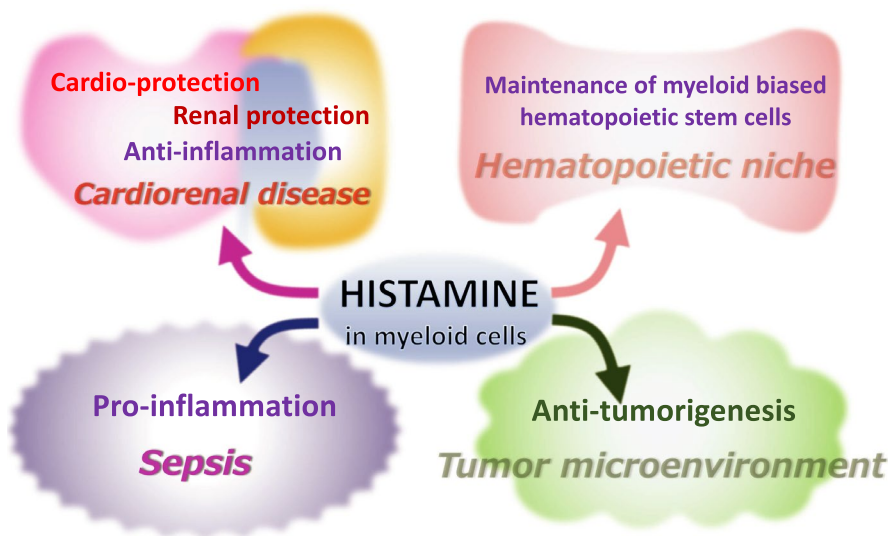 Cardio-protection
Renal protection
Anti-inflammation
Cardiorenal disease
Maintenance of myeloid biased
hematopoietic stem cells
Hematopoietic niche
HISTAMINE
in myeloid cells
Pro-inflammation
Sepsis
Anti-tumorigenesis
Tumor microenvironment